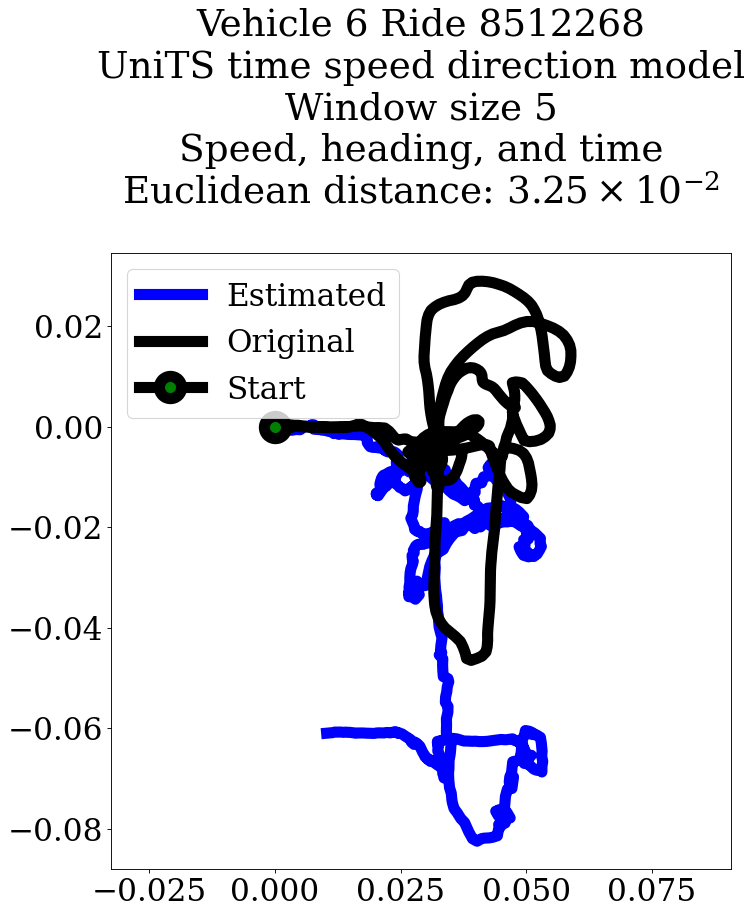 Vehicle 6 Ride 8512268
UniTS time speed direction model
Window size 5
Speed, heading, and time
Euclidean distance: 3.25 × 10⁻²
Estimated
Original
Start
0.02
0.00
−0.02
−0.04
−0.06
−0.08
−0.025 0.000 0.025 0.050 0.075